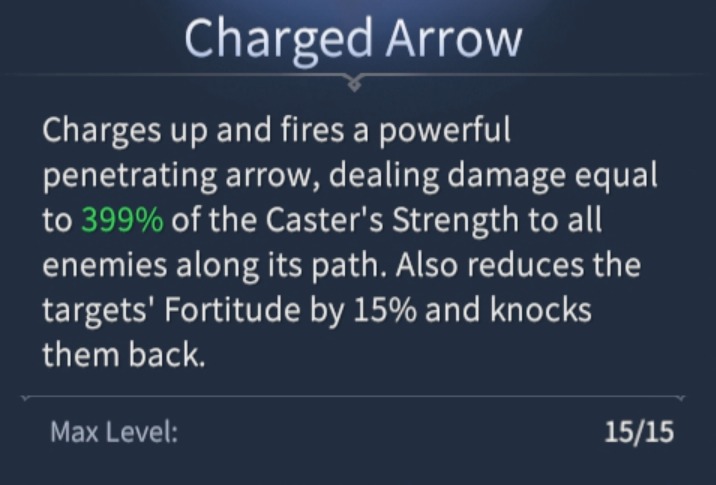 Charged Arrow
Charges up and fires a powerful
penetrating arrow, dealing damage equal
to 399% of the Caster's Strength to all
enemies along its path. Also reduces the
targets' Fortitude by 15% and knocks
them back.
Max Level: 15/15